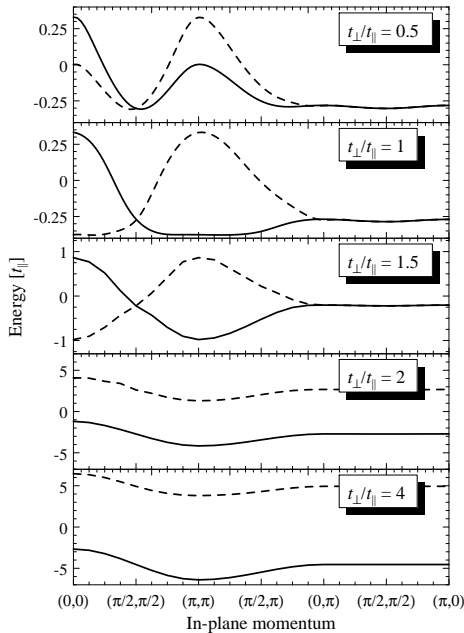 0.25
0
-0.25
t⊥/t∥ = 0.5
0.25
0
-0.25
t⊥/t∥ = 1
1
0
-1
t⊥/t∥ = 1.5
5
0
-5
t⊥/t∥ = 2
5
0
-5
t⊥/t∥ = 4
Energy [t∥]
(0,0) (π/2,π/2) (π,π) (π/2,π) (0,π) (π/2,π/2) (π,0)
In-plane momentum